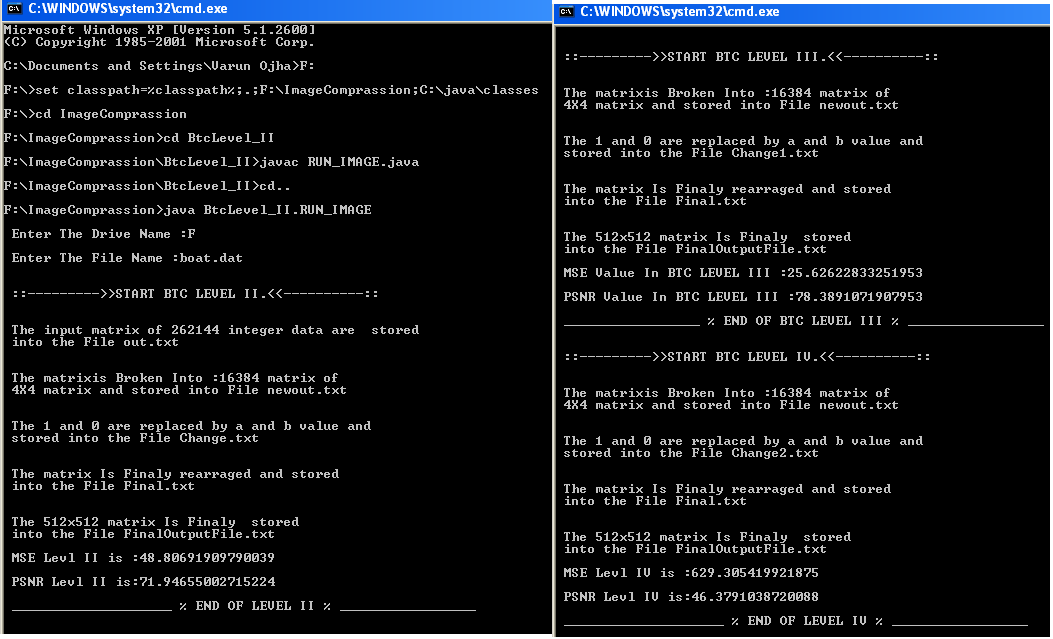 C:\WINDOWS\system32\cmd.exe
Microsoft Windows XP [Version 5.1.2600]
(C) Copyright 1985-2001 Microsoft Corp.
C:\Documents and Settings\Varun Ojha>F:
F:\>set classpath=%classpath%;.;F:\ImageComprassion;C:\java\classes
F:\>cd ImageComprassion
F:\ImageComprassion>cd BtcLevel_II
F:\ImageComprassion\BtcLevel_II>javac RUN_IMAGE.java
F:\ImageComprassion\BtcLevel_II>cd..
F:\ImageComprassion>java BtcLevel_II.RUN_IMAGE
Enter The Drive Name :F
Enter The File Name :boat.dat
::--------->>START BTC LEVEL II.<<----------::
The input matrix of 262144 integer data are  stored
into the File out.txt
The matrixis Broken Into :16384 matrix of
4X4 matrix and stored into File newout.txt
The 1 and 0 are replaced by a and b value and
stored into the File Change.txt
The matrix Is Finaly rearraged and stored
into the File Final.txt
The 512x512 matrix Is Finaly  stored
into the File FinalOutputFile.txt
MSE Levl II is :48.80691909790039
PSNR Levl II is:71.94655002715224
____________________ % END OF LEVEL II % _________________
C:\WINDOWS\system32\cmd.exe
::--------->>START BTC LEVEL III.<<----------::
The matrixis Broken Into :16384 matrix of
4X4 matrix and stored into File newout.txt
The 1 and 0 are replaced by a and b value and
stored into the File Change1.txt
The matrix Is Finaly rearraged and stored
into the File Final.txt
The 512x512 matrix Is Finaly  stored
into the File FinalOutputFile.txt
MSE Value In BTC LEVEL III :25.62622833251953
PSNR Value In BTC LEVEL III :78.3891071907953
_________________ % END OF BTC LEVEL III % _________________
::--------->>START BTC LEVEL IV.<<----------::
The matrixis Broken Into :16384 matrix of
4X4 matrix and stored into File newout.txt
The 1 and 0 are replaced by a and b value and
stored into the File Change2.txt
The matrix Is Finaly rearraged and stored
into the File Final.txt
The 512x512 matrix Is Finaly  stored
into the File FinalOutputFile.txt
MSE Levl IV is :629.305419921875
PSNR Levl IV is:46.3791038720088
____________________ % END OF LEVEL IV % _________________